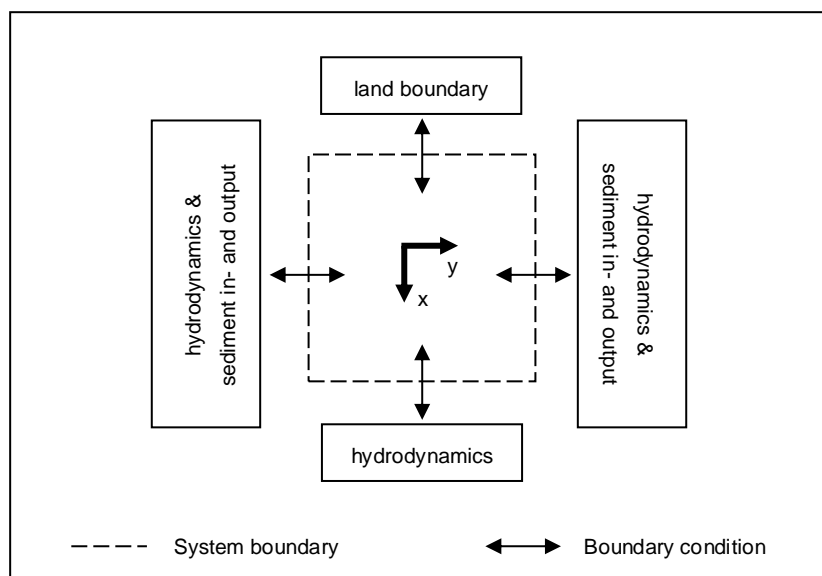 land boundary
hydrodynamics &
sediment in- and output
hydrodynamics &
sediment in- and output
y
x
hydrodynamics
System boundary
Boundary condition